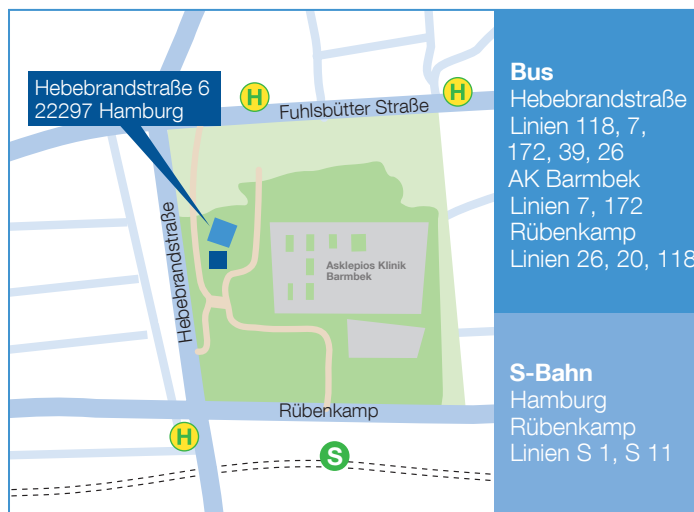 Hebebrandstraße 6
22297 Hamburg
H
H
Fuhlsbütter Straße
Hebebrandstraße
Asklepios Klinik
Barmbek
Rübenkamp
H
S
Bus
Hebebrandstraße
Linien 118, 7,
172, 39, 26
AK Barmbek
Linien 7, 172
Rübenkamp
Linien 26, 20, 118
S-Bahn
Hamburg
Rübenkamp
Linien S 1, S 11